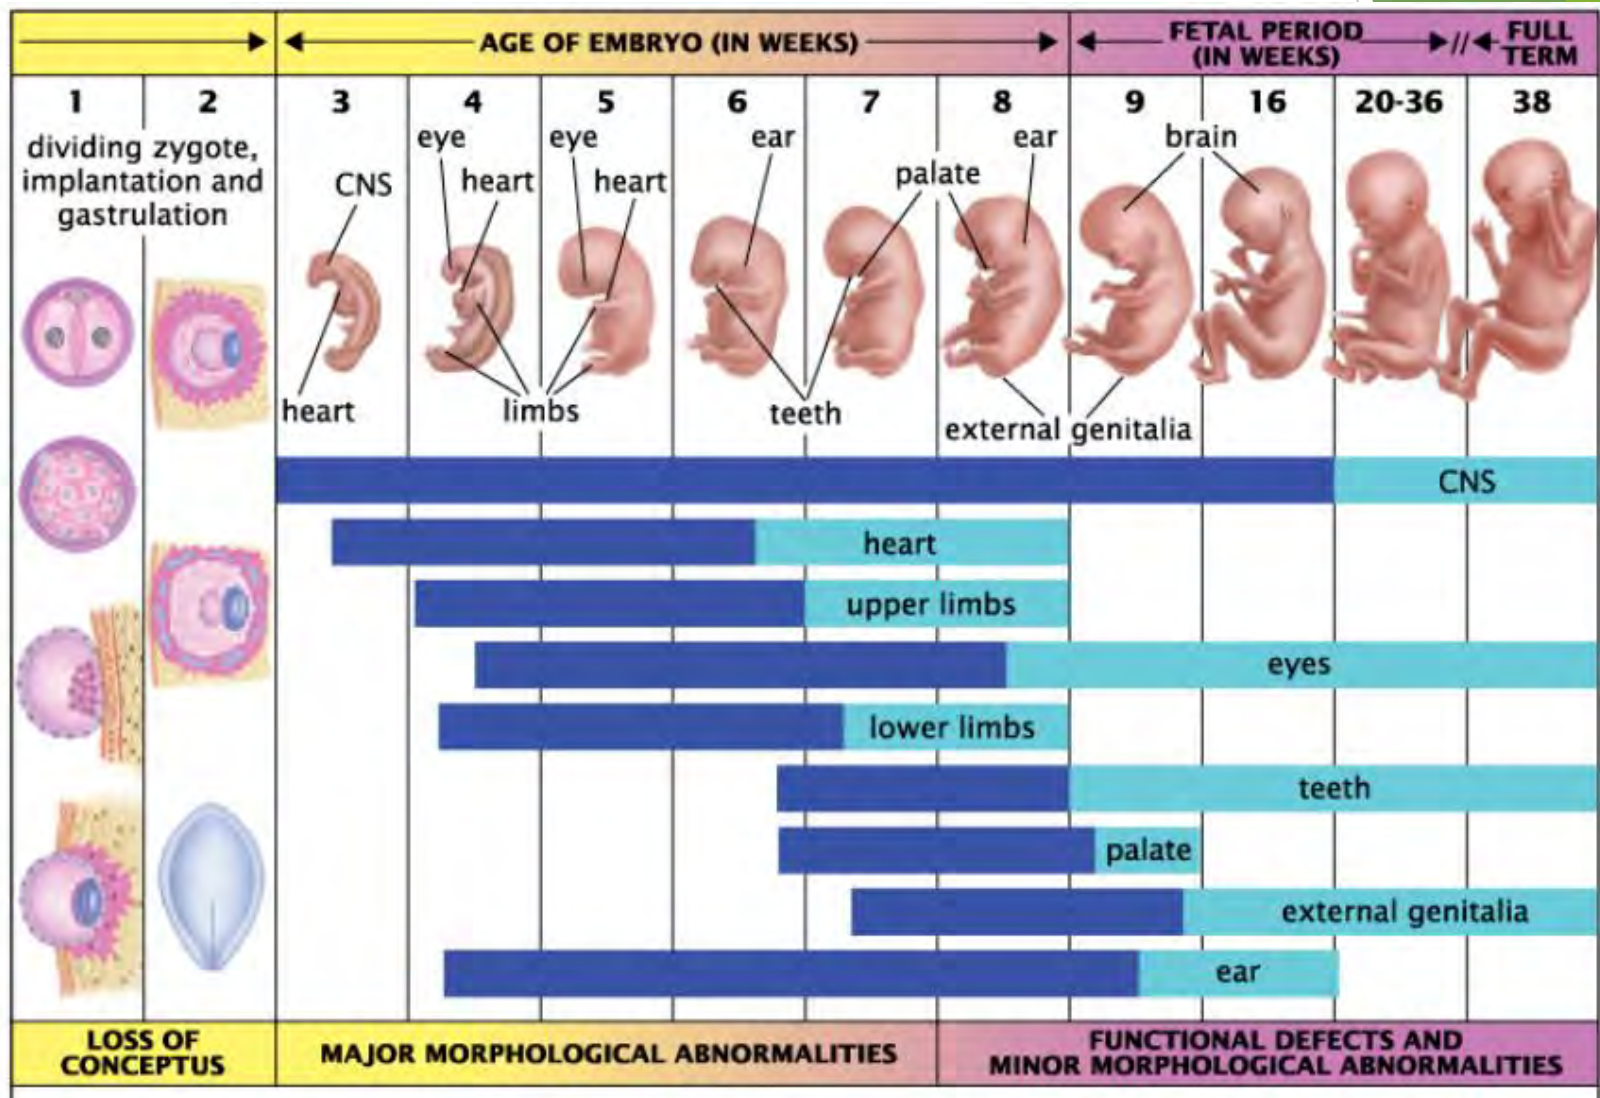 AGE OF EMBRYO (IN WEEKS)
FETAL PERIOD
(IN WEEKS)
//
FULL
TERM
1
2
3
4
5
6
7
8
9
16
20-36
38
dividing zygote,
implantation and
gastrulation
CNS
eye
heart
eye
heart
ear
palate
ear
brain
heart
limbs
teeth
external genitalia
CNS
heart
upper limbs
eyes
lower limbs
teeth
palate
external genitalia
ear
LOSS OF
CONCEPTUS
MAJOR MORPHOLOGICAL ABNORMALITIES
FUNCTIONAL DEFECTS AND
MINOR MORPHOLOGICAL ABNORMALITIES